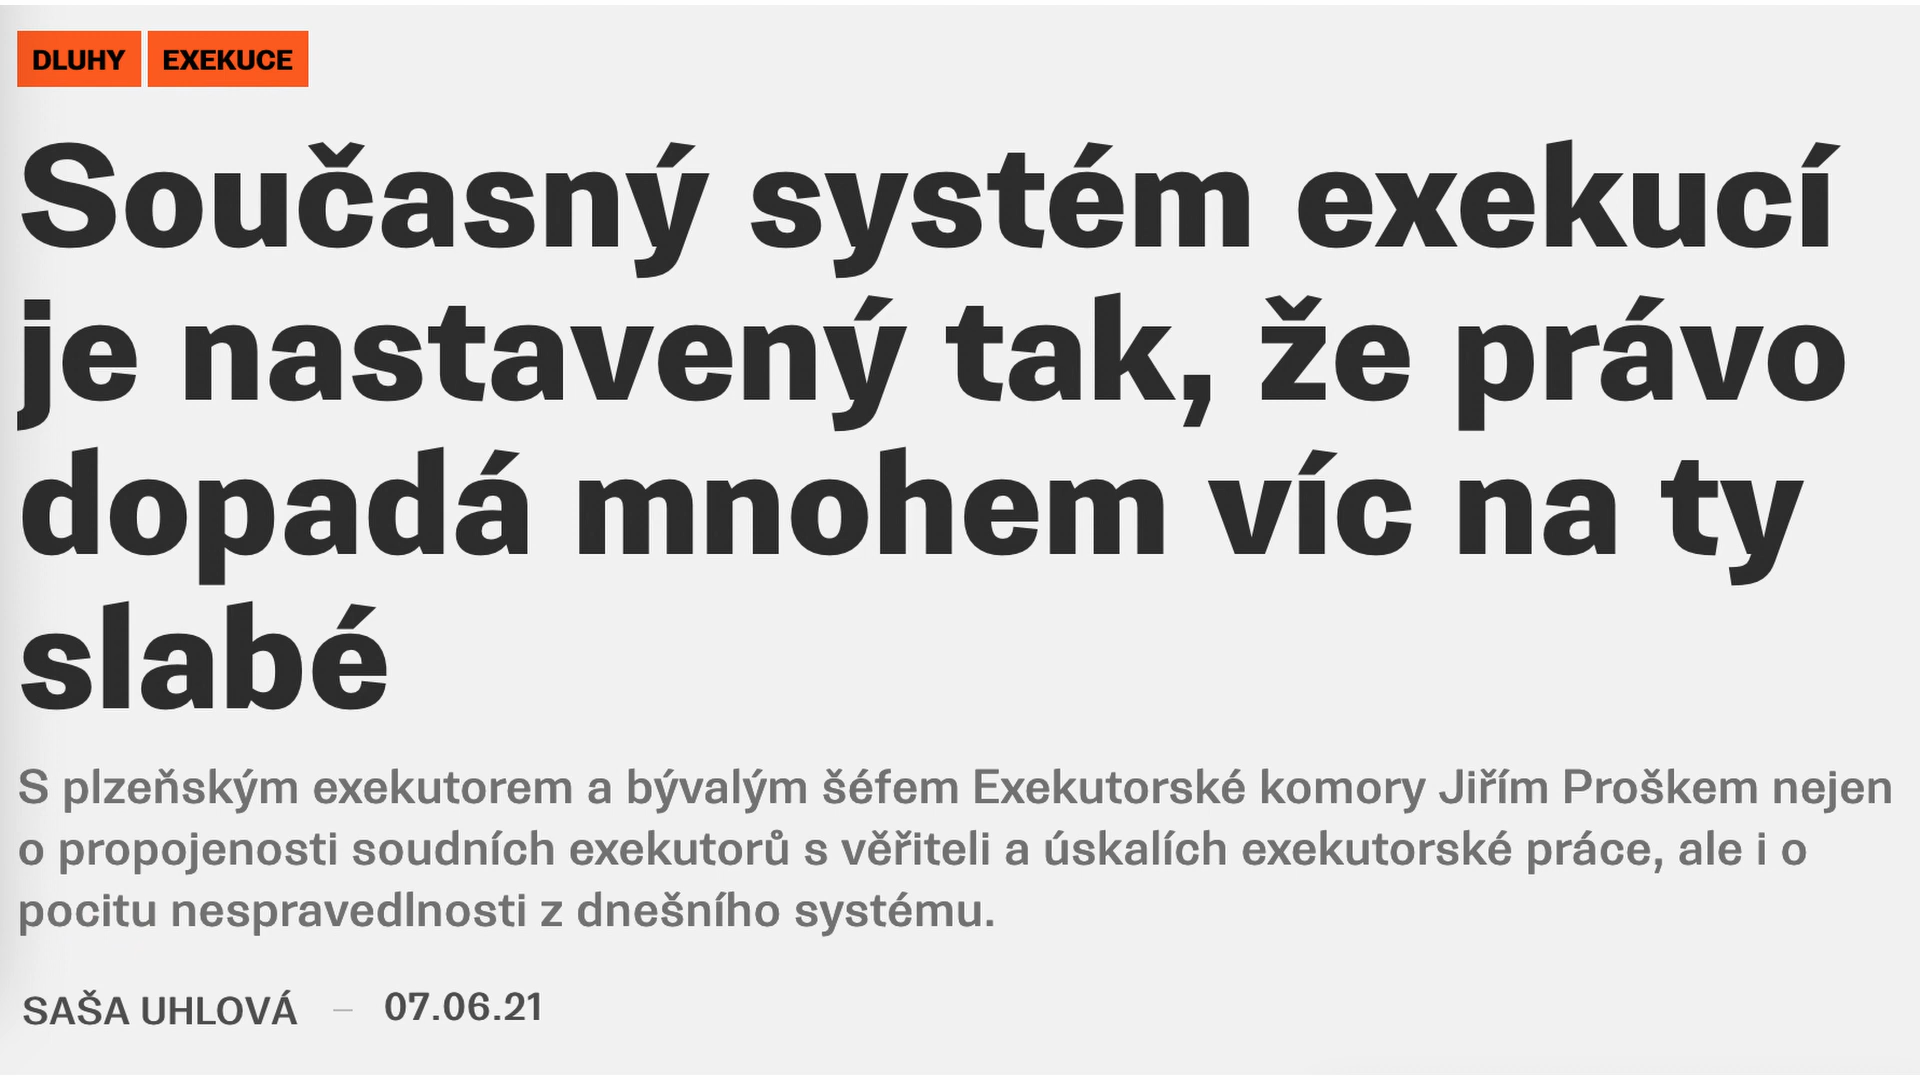 DLUHY EXEKUCE
Současný systém exekucí
je nastavený tak, že právo
dopadá mnohem víc na ty
slabé
S plzeňským exekutorem a bývalým šéfem Exekutorské komory Jiřím Proškem nejen
o propojenosti soudních exekutorů s věřiteli a úskalích exekutorské práce, ale i o
pocitu nespravedlnosti z dnešního systému.
SAŠA UHLOVÁ – 07.06.21